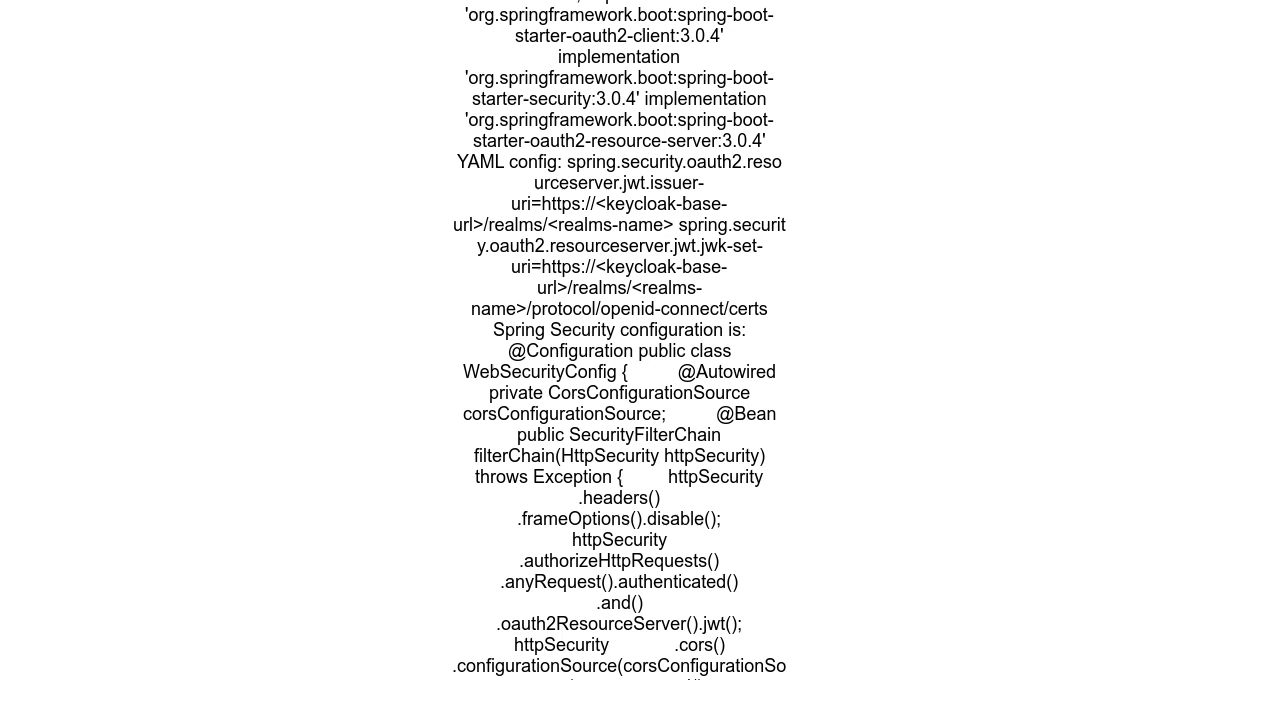 'org.springframework.boot:spring-boot-
starter-oauth2-client:3.0.4'
implementation
'org.springframework.boot:spring-boot-
starter-security:3.0.4' implementation
'org.springframework.boot:spring-boot-
starter-oauth2-resource-server:3.0.4'
YAML config: spring.security.oauth2.reso
urceserver.jwt.issuer-
uri=https://<keycloak-base-
url>/realms/<realms-name> spring.securit
y.oauth2.resourceserver.jwt.jwk-set-
uri=https://<keycloak-base-
url>/realms/<realms-
name>/protocol/openid-connect/certs
Spring Security configuration is:
@Configuration public class
WebSecurityConfig { @Autowired
private CorsConfigurationSource
corsConfigurationSource; @Bean
public SecurityFilterChain
filterChain(HttpSecurity httpSecurity)
throws Exception { httpSecurity
.headers()
.frameOptions().disable();
httpSecurity
.authorizeHttpRequests()
.anyRequest().authenticated()
.and()
.oauth2ResourceServer().jwt();
httpSecurity .cors()
.configurationSource(corsConfigurationSo